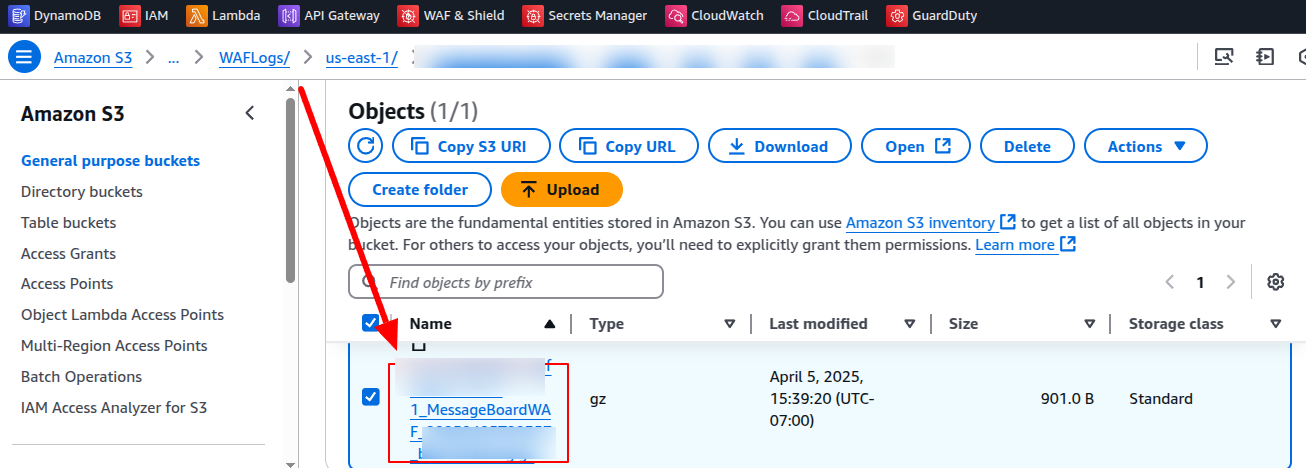 DynamoDB IAM Lambda API Gateway WAF & Shield Secrets Manager CloudWatch CloudTrail GuardDuty
Amazon S3 ... WAFLogs/ us-east-1/
Amazon S3
General purpose buckets
Directory buckets
Table buckets
Access Grants
Access Points
Object Lambda Access Points
Multi-Region Access Points
Batch Operations
IAM Access Analyzer for S3
Objects (1/1)
Copy S3 URI Copy URL Download Open Delete Actions
Create folder Upload
Objects are the fundamental entities stored in Amazon S3. You can use Amazon S3 inventory to get a list of all objects in your
bucket. For others to access your objects, you’ll need to explicitly grant them permissions. Learn more
Find objects by prefix
1
Name Type Last modified Size Storage class
1_MessageBoardWA
F_
gz
April 5, 2025,
15:39:20 (UTC-
07:00)
901.0 B
Standard